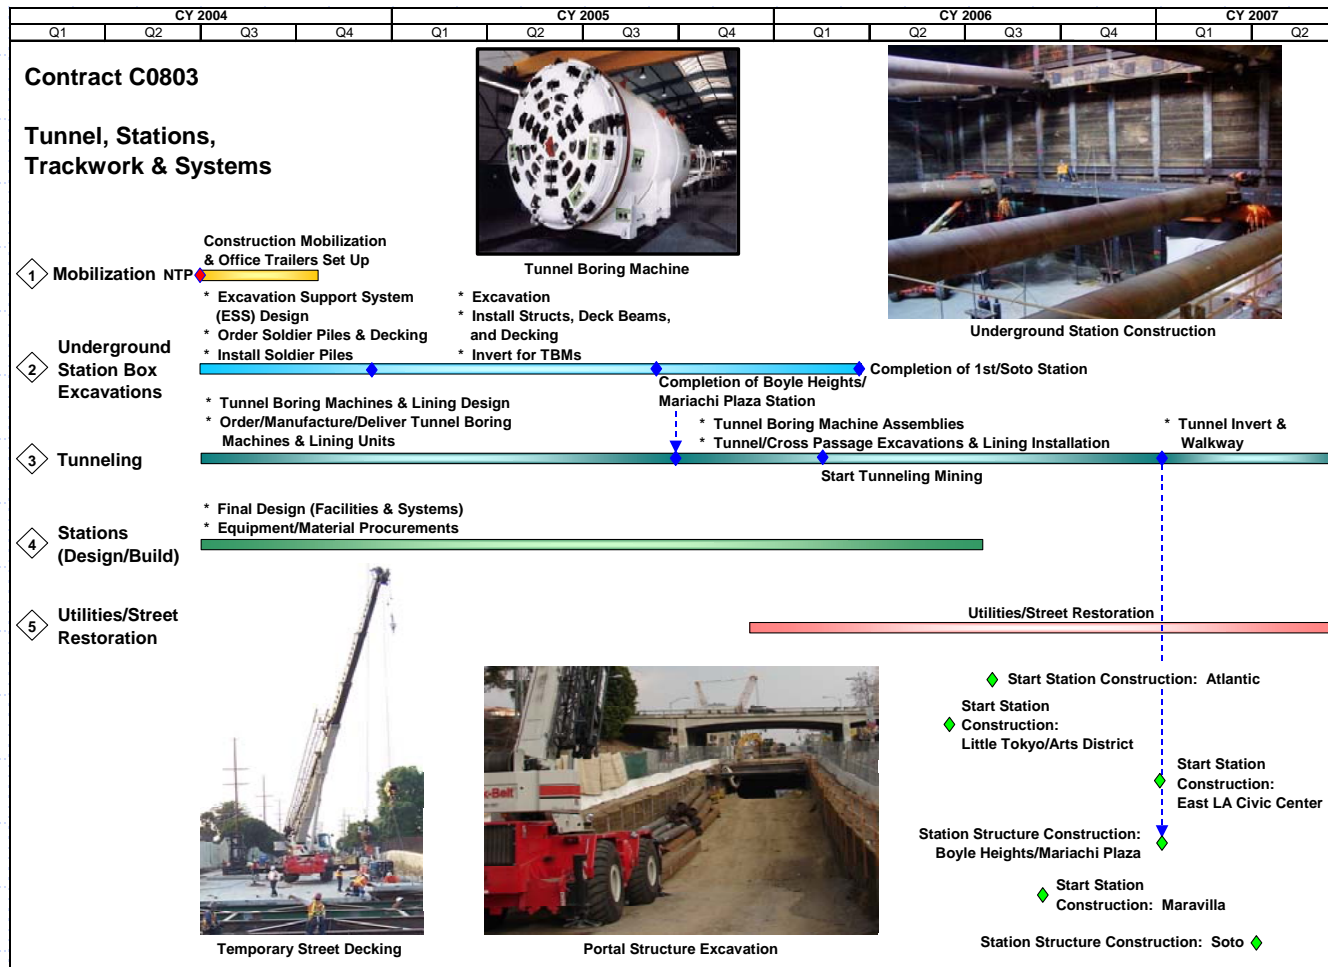 CY 2004 CY 2005 CY 2006 CY 2007
Q1 Q2 Q3 Q4 Q1 Q2 Q3 Q4 Q1 Q2 Q3 Q4 Q1 Q2
Contract C0803
Tunnel, Stations,
Trackwork & Systems
Tunnel Boring Machine
Underground Station Construction
Construction Mobilization
& Office Trailers Set Up
1 Mobilization NTP
* Excavation Support System
(ESS) Design
* Order Soldier Piles & Decking
* Install Soldier Piles
* Excavation
* Install Structs, Deck Beams,
and Decking
* Invert for TBMs
2 Underground
Station Box
Excavations
Completion of 1st/Soto Station
Completion of Boyle Heights/
Mariachi Plaza Station
* Tunnel Boring Machines & Lining Design
* Order/Manufacture/Deliver Tunnel Boring
Machines & Lining Units
* Tunnel Boring Machine Assemblies
* Tunnel/Cross Passage Excavations & Lining Installation
* Tunnel Invert &
Walkway
3 Tunneling
Start Tunneling Mining
* Final Design (Facilities & Systems)
* Equipment/Material Procurements
4 Stations
(Design/Build)
5 Utilities/Street
Restoration
Utilities/Street Restoration
Start Station Construction: Atlantic
Start Station
Construction:
Little Tokyo/Arts District
Start Station
Construction:
East LA Civic Center
Station Structure Construction:
Boyle Heights/Mariachi Plaza
Start Station
Construction: Maravilla
Station Structure Construction: Soto
x-Belt
Temporary Street Decking
Portal Structure Excavation